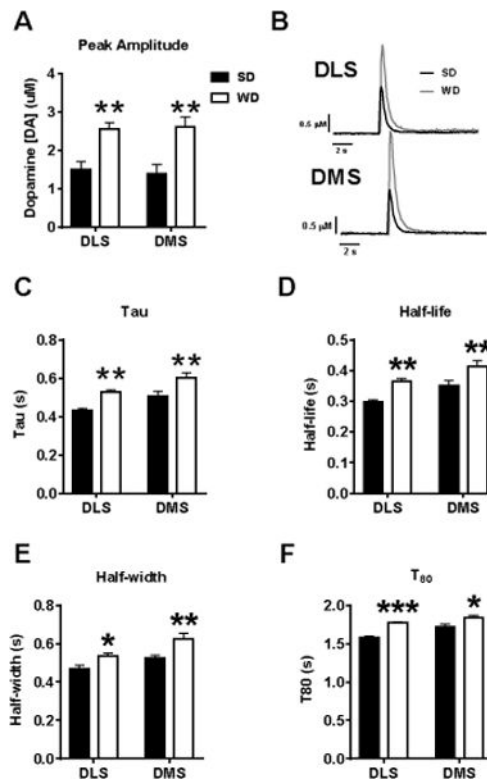 A
Peak Amplitude
Dopamine [DA] (uM)
4
3
2
1
0
**
**
DLS
DMS
SD
WD
B
DLS
SD
WD
0.5 µM
2 s
DMS
0.5 µM
2 s
C
Tau
Tau (s)
0.8
0.6
0.4
0.2
0.0
**
**
DLS
DMS
D
Half-life
Half-life (s)
0.5
0.4
0.3
0.2
0.1
0.0
**
**
DLS
DMS
E
Half-width
Half-width (s)
0.8
0.6
0.4
0.2
0.0
*
**
DLS
DMS
F
T80
T80 (s)
2.0
1.5
1.0
0.5
0.0
***
*
DLS
DMS